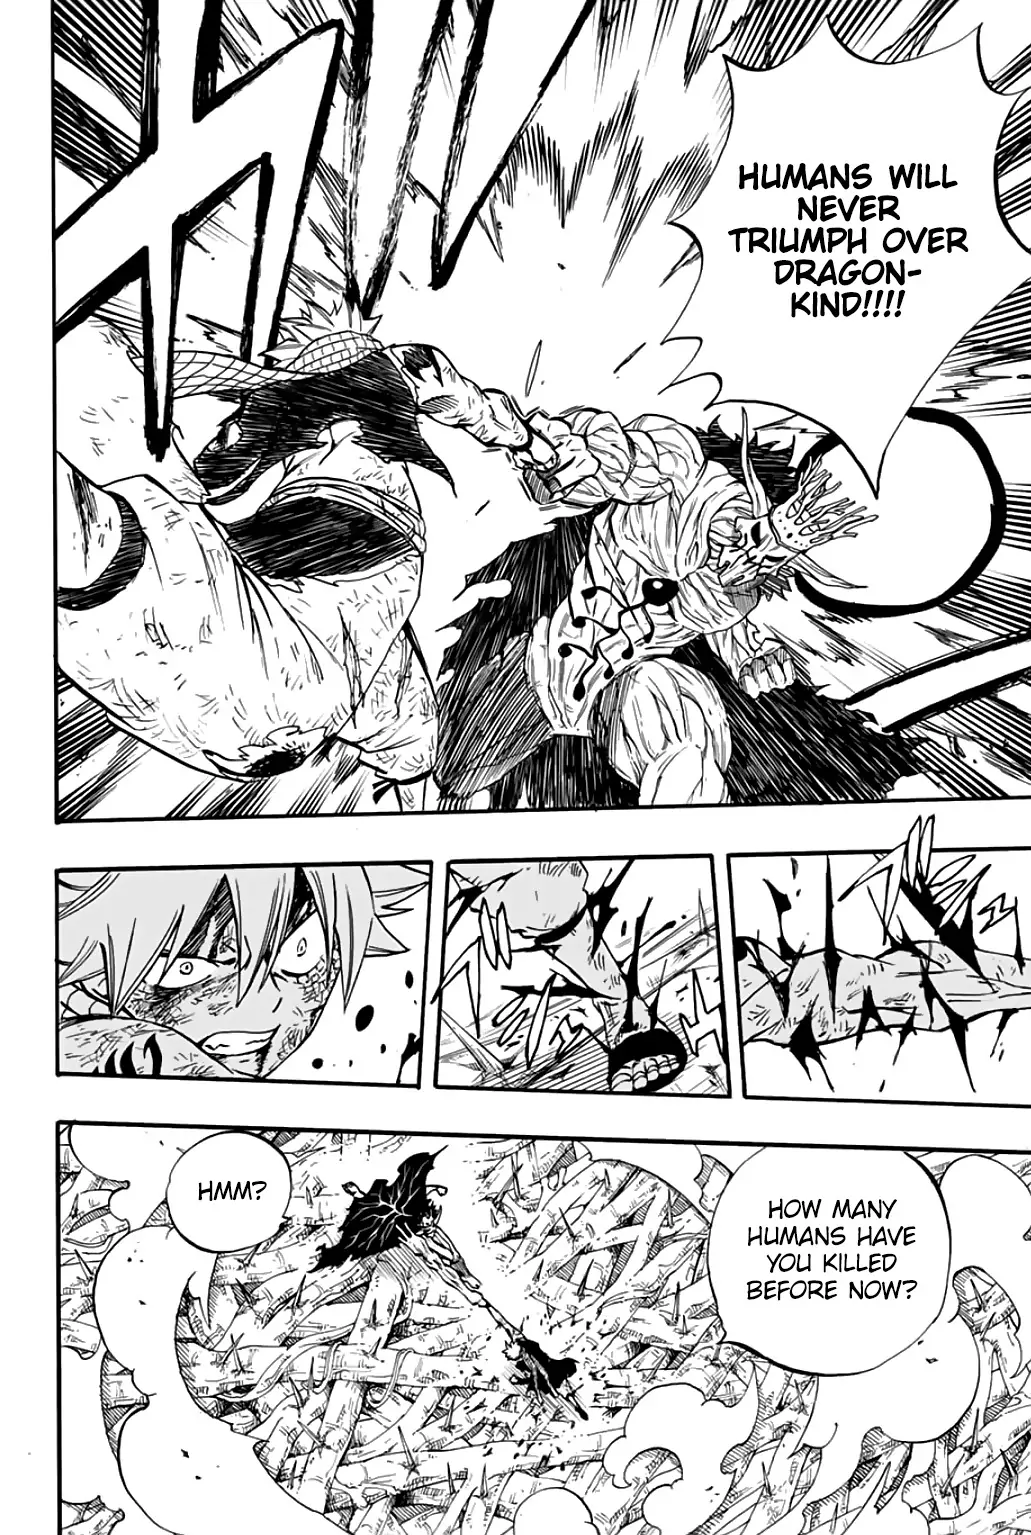 HUMANS WILL
NEVER
TRIUMPH OVER
DRAGON-
KIND!!!!
HOW MANY
HUMANS HAVE
YOU KILLED
BEFORE NOW?
HMM?